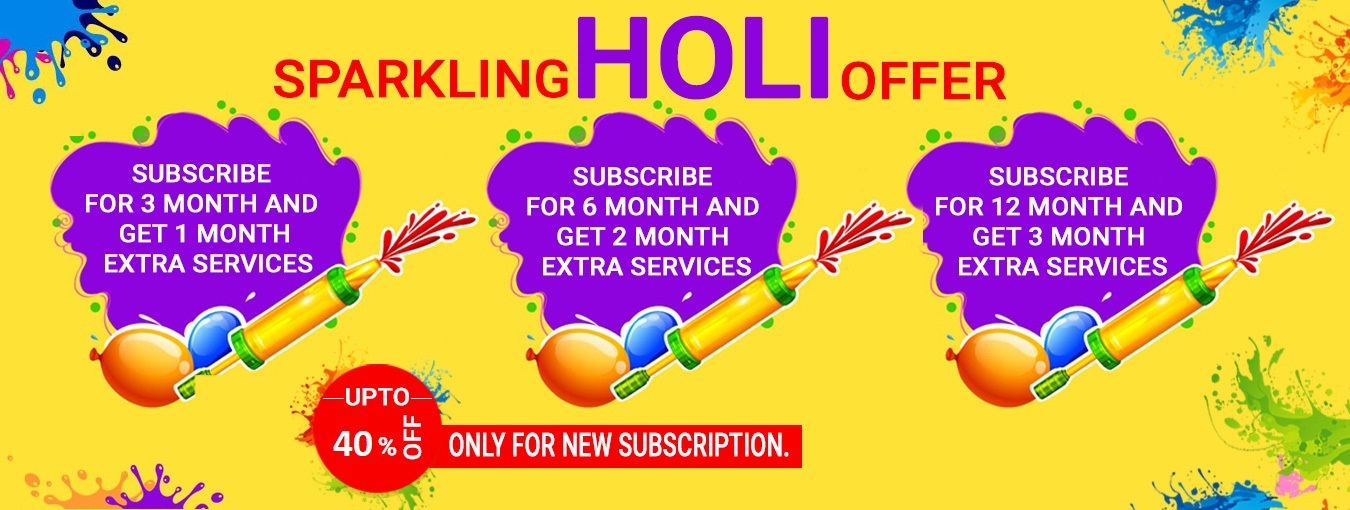 SPARKLING HOLI OFFER
SUBSCRIBE
FOR 3 MONTH AND
GET 1 MONTH
EXTRA SERVICES
SUBSCRIBE
FOR 6 MONTH AND
GET 2 MONTH
EXTRA SERVICES
SUBSCRIBE
FOR 12 MONTH AND
GET 3 MONTH
EXTRA SERVICES
UPTO
40% OFF
ONLY FOR NEW SUBSCRIPTION.